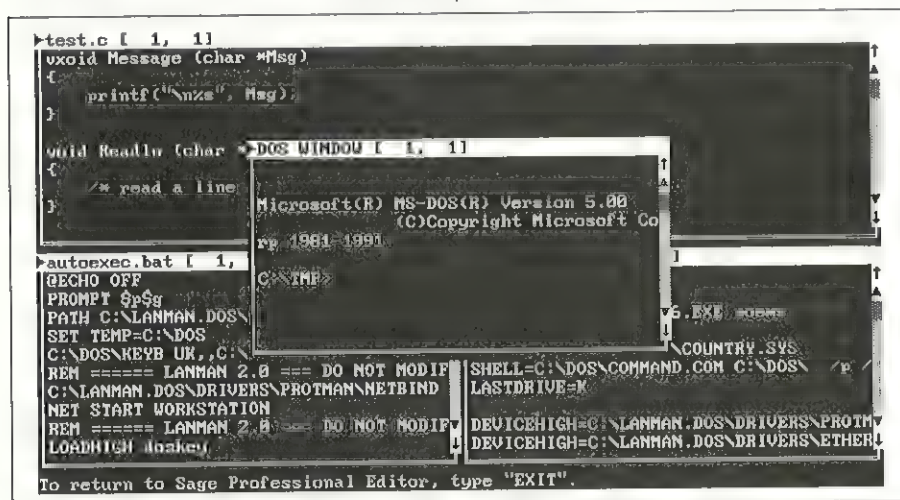 test.c [ 1, 1]
vxoid Message (char *Msg)
{
printf("\n%s", Msg);
}
void Readln (char *
{
/* read a line
}
DOS WINDOW [ 1, 1]
Microsoft(R) MS-DOS(R) Version 5.00
(C)Copyright Microsoft Co
rp 1981-1991
C:\TMP>
autoexec.bat [ 1,
@ECHO OFF
PROMPT $p$g
PATH C:\LANMAN.DOS\
SET TEMP=C:\DOS
C:\DOS\KEYB UK,,C:\
REM ====== LANMAN 2.0 === DO NOT MODIF
C:\LANMAN.DOS\DRIVERS\PROTMAN\NETBIND
NET START WORKSTATION
REM ====== LANMAN 2.0 === DO NOT MODIF
LOADHIGH doskey
]
6.EXE noems
\COUNTRY.SYS
SHELL=C:\DOS\COMMAND.COM C:\DOS\ /p /
LASTDRIVE=K
DEVICEHIGH=C:\LANMAN.DOS\DRIVERS\PROTM
DEVICEHIGH=C:\LANMAN.DOS\DRIVERS\ETHER
To return to Sage Professional Editor, type "EXIT".